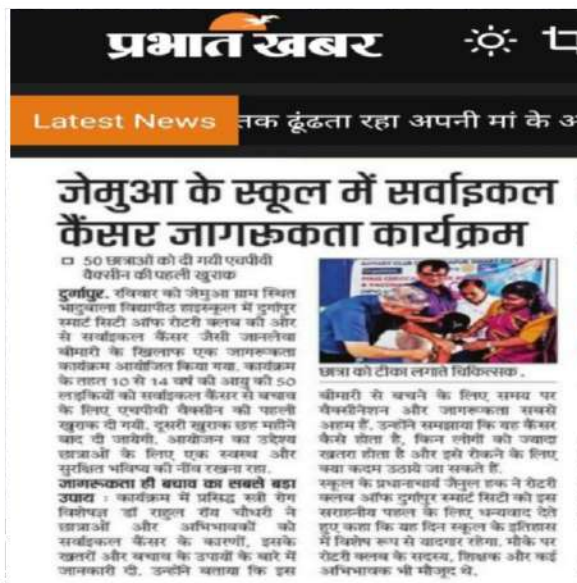 प्रभात खबर
Latest News
तक ढूंढता रहा अपनी मां के अ
जेमुआ के स्कूल में सर्वाइकल
कैंसर जागरूकता कार्यक्रम
50 छात्राओं को दी गयी एचपीवी
वैक्सीन की पहली खुराक
दुर्गापुर. रविवार को जेमुआ ग्राम स्थित
भादुबाला विद्यापीठ हाइस्कूल में दुर्गापुर
स्मार्ट सिटी ऑफ रोटरी क्लब की ओर
से सर्वाइकल कैंसर जैसी जानलेवा
बीमारी के खिलाफ एक जागरूकता
कार्यक्रम आयोजित किया गया. कार्यक्रम
के तहत 10 से 14 वर्ष की आयु की 50
लड़कियों को सर्वाइकल कैंसर से बचाव
के लिए एचपीवी वैक्सीन की पहली
खुराक दी गयी. दूसरी खुराक छह महीने
बाद दी जायेगी. आयोजन का उद्देश्य
छात्राओं के लिए एक स्वस्थ और
सुरक्षित भविष्य की नींव रखना रहा.
जागरूकता ही बचाव का सबसे बड़ा
उपाय : कार्यक्रम में प्रसिद्ध स्त्री रोग
विशेषज्ञ डॉ राहुल रॉय चौधरी ने
छात्राओं और अभिभावकों को
सर्वाइकल कैंसर के कारणों, इसके
खतरों और बचाव के उपायों के बारे में
जानकारी दी. उन्होंने बताया कि इस
छात्रा को टीका लगाते चिकित्सक.
बीमारी से बचने के लिए समय पर
वैक्सीनेशन और जागरूकता सबसे
अहम हैं. उन्होंने समझाया कि यह कैंसर
कैसे होता है, किन लोगों को ज्यादा
खतरा होता है और इसे रोकने के लिए
क्या कदम उठाये जा सकते हैं.
स्कूल के प्रधानाचार्य जैनुल हक ने रोटरी
क्लब ऑफ दुर्गापुर स्मार्ट सिटी को इस
सराहनीय पहल के लिए धन्यवाद देते
हुए कहा कि यह दिन स्कूल के इतिहास
में विशेष रूप से यादगार रहेगा. मौके पर
रोटरी क्लब के सदस्य, शिक्षक और कई
अभिभावक भी मौजूद थे.